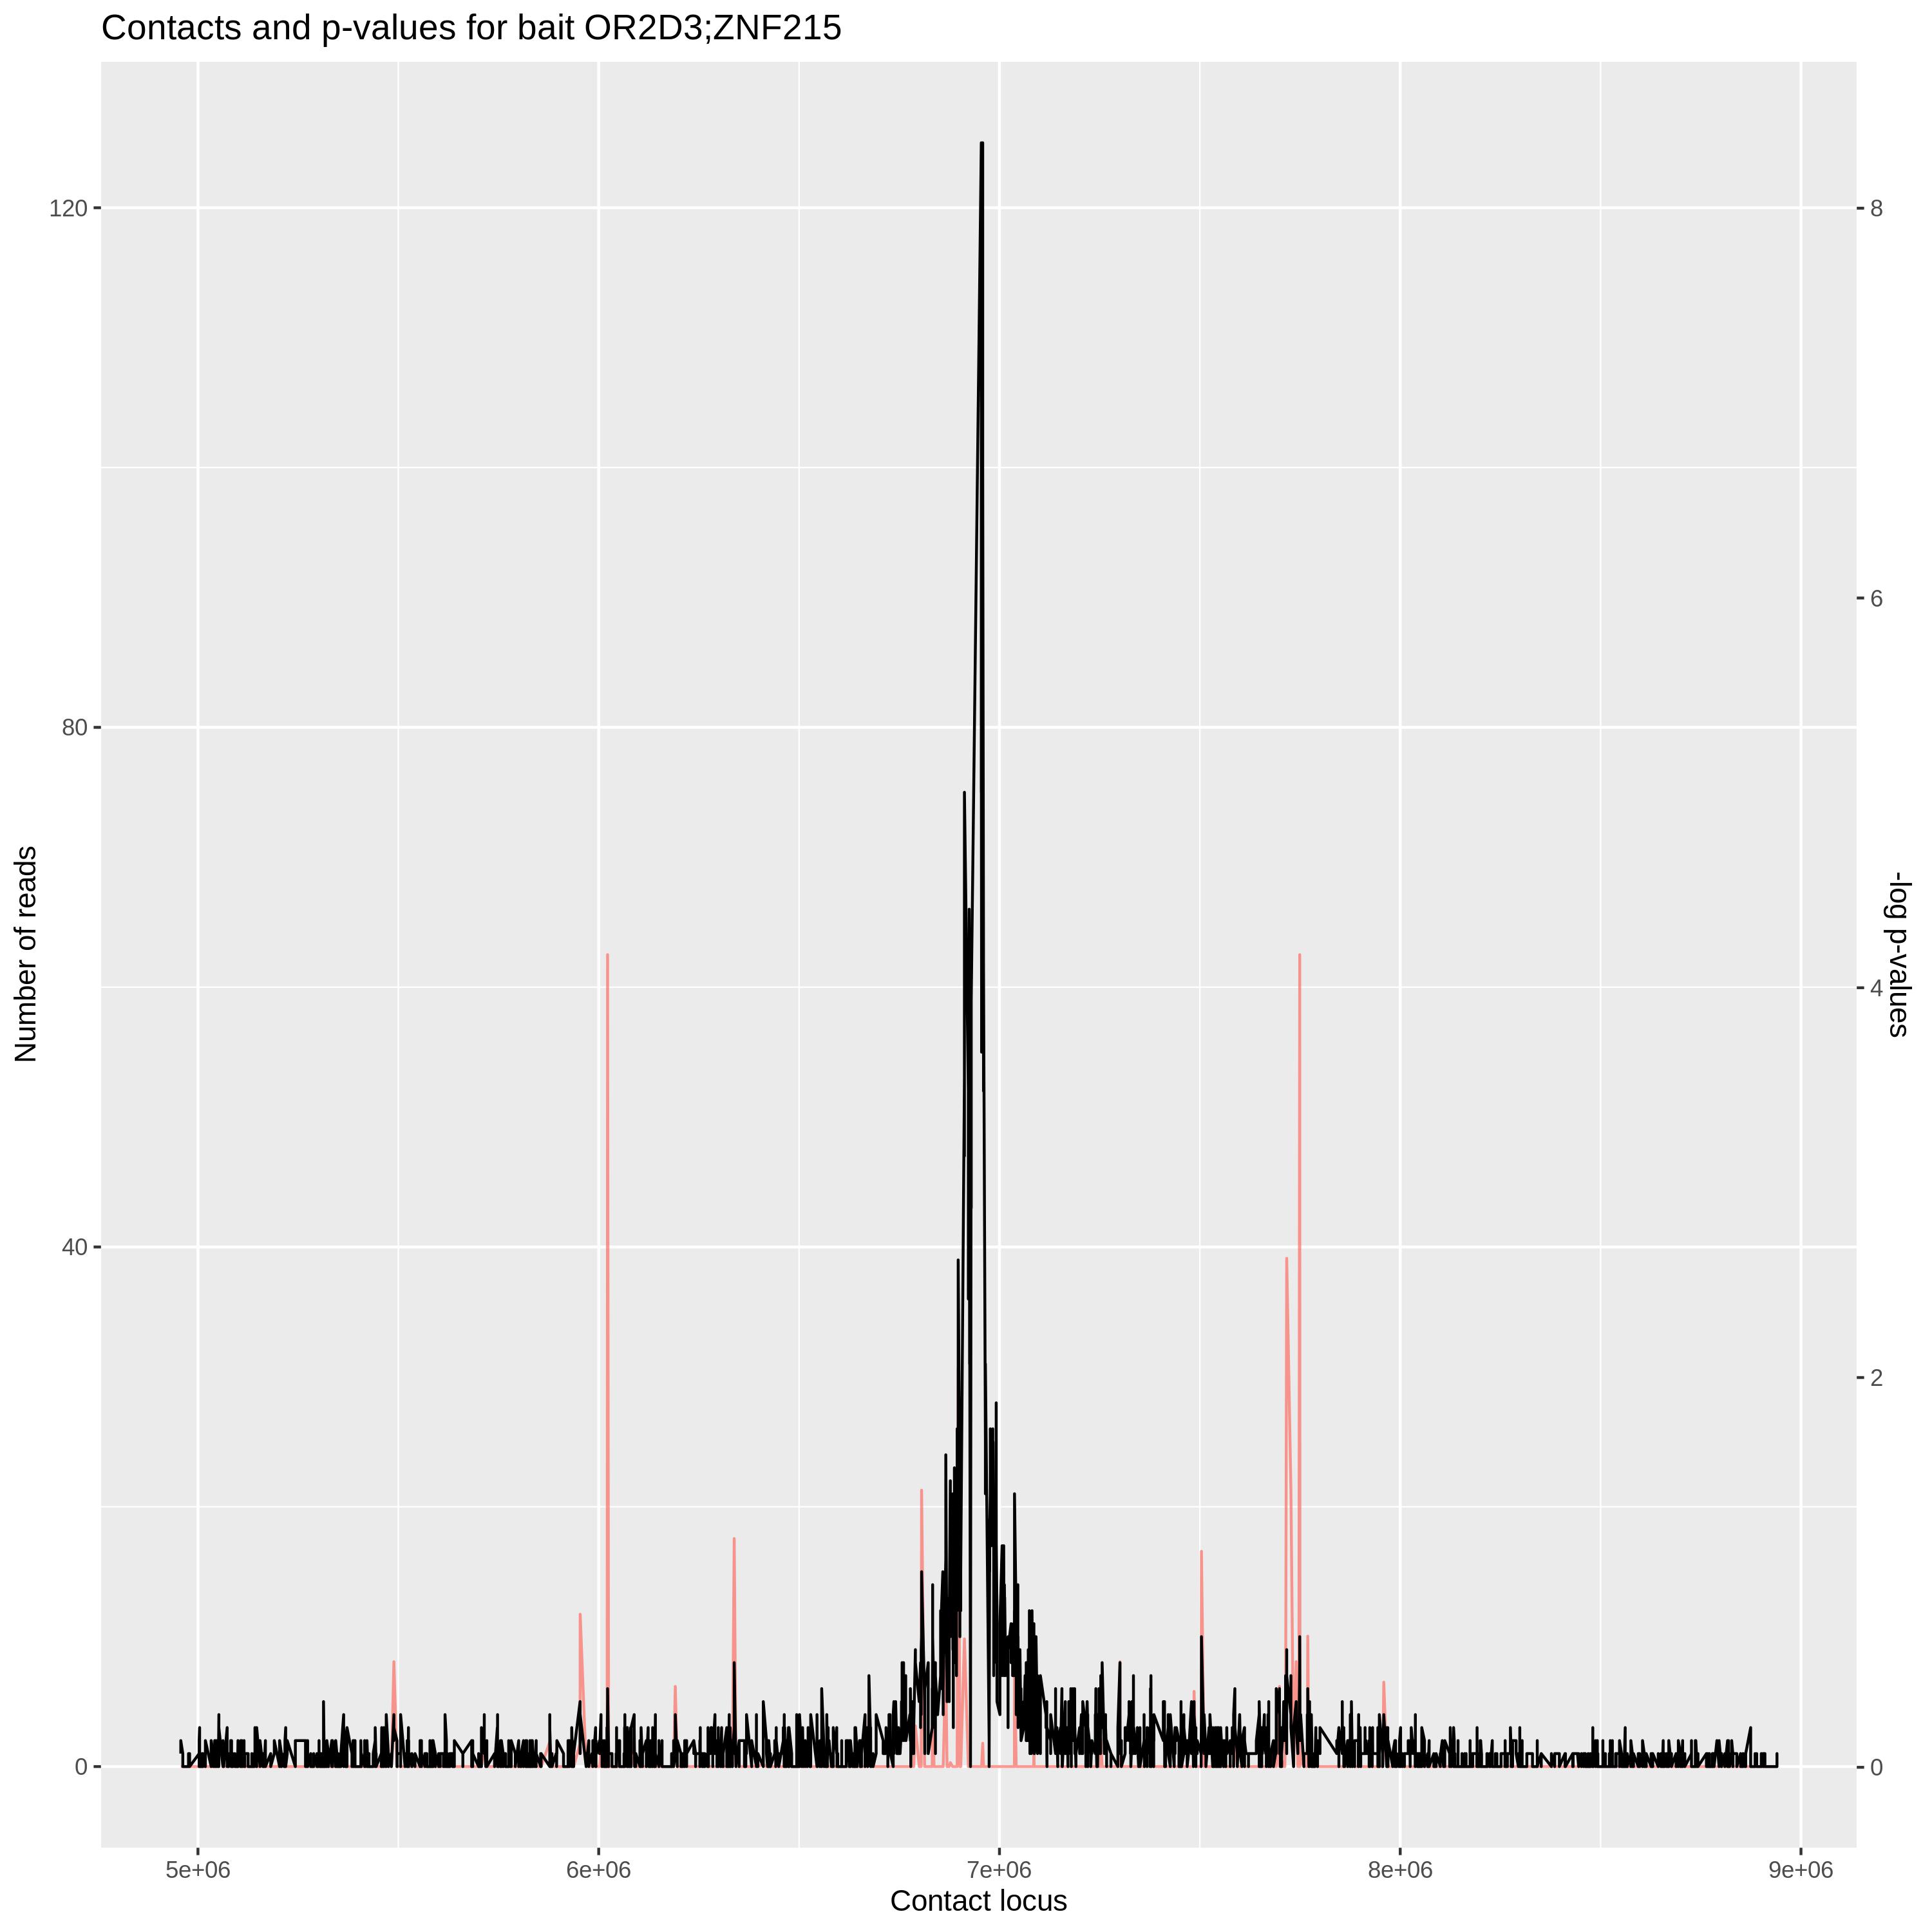 Contacts and p-values for bait OR2D3;ZNF215
120
80
40
0
Number of reads
8
6
4
2
0
-log p-values
5e+06
6e+06
7e+06
8e+06
9e+06
Contact locus